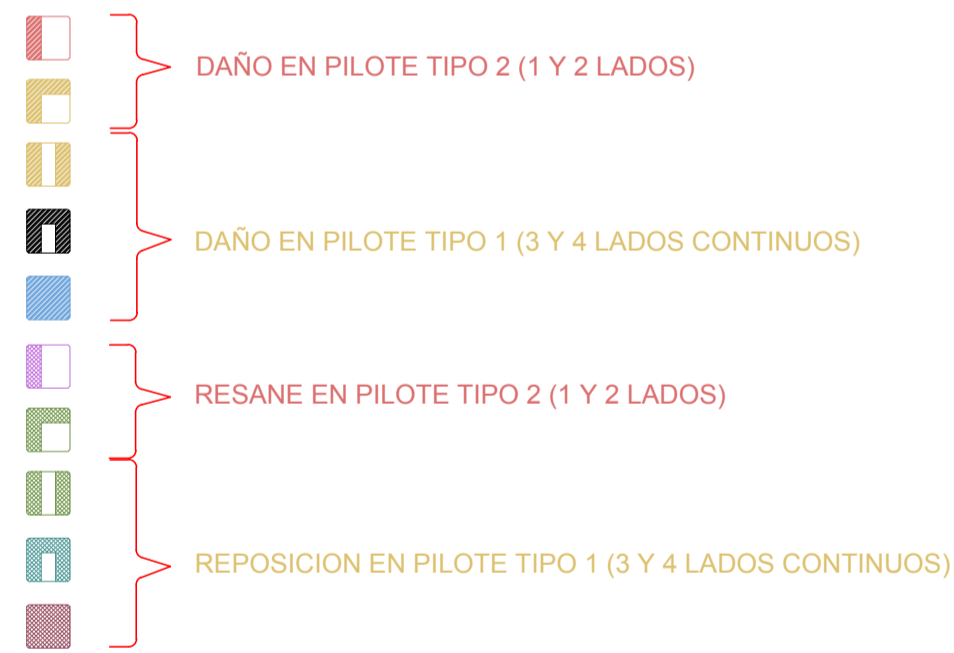 DAÑO EN PILOTE TIPO 2 (1 Y 2 LADOS)
DAÑO EN PILOTE TIPO 1 (3 Y 4 LADOS CONTINUOS)
RESANE EN PILOTE TIPO 2 (1 Y 2 LADOS)
REPOSICION EN PILOTE TIPO 1 (3 Y 4 LADOS CONTINUOS)